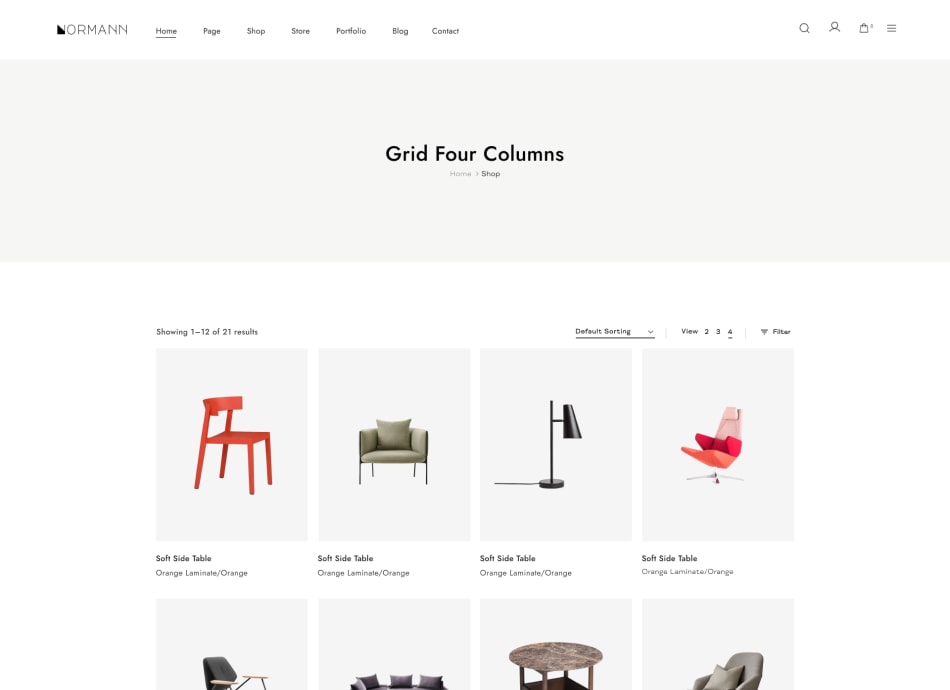 NORMANN
Home Page Shop Store Portfolio Blog Contact
0
Grid Four Columns
Home > Shop
Showing 1–12 of 21 results
Default Sorting
View 2 3 4
Filter
Soft Side Table
Orange Laminate/Orange
Soft Side Table
Orange Laminate/Orange
Soft Side Table
Orange Laminate/Orange
Soft Side Table
Orange Laminate/Orange